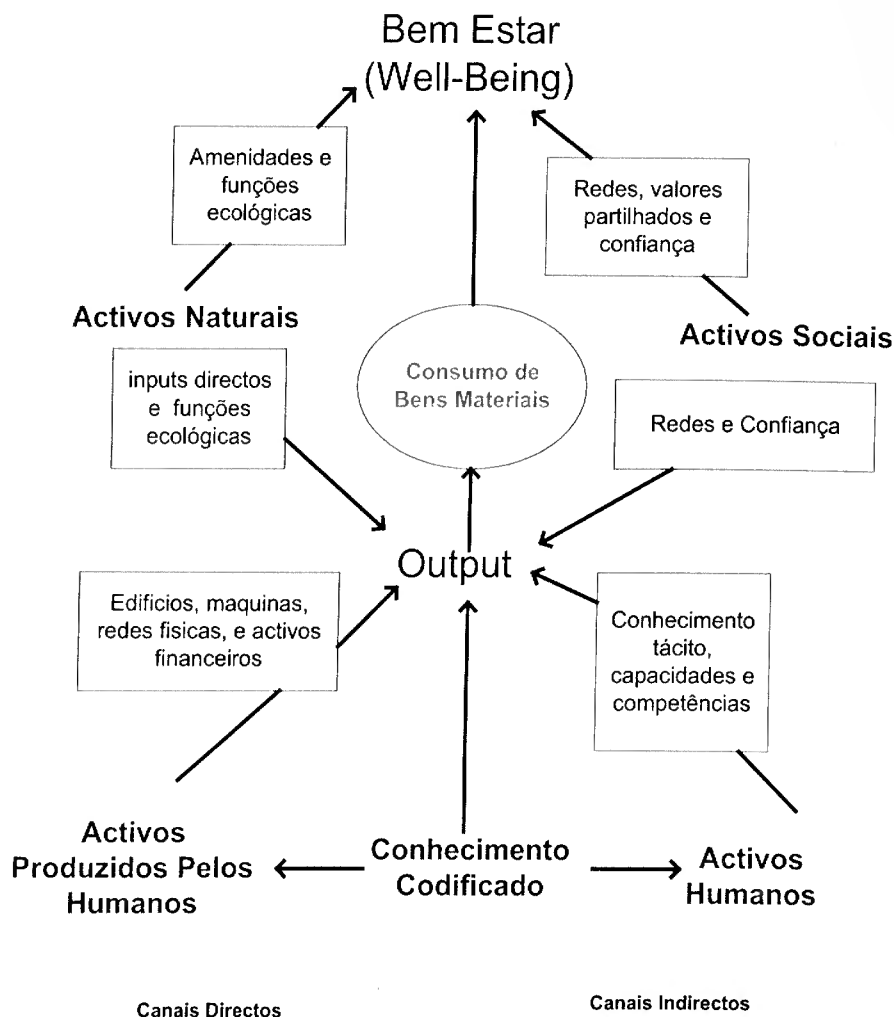 Bem Estar
(Well-Being)
Amenidades e
funções
ecológicas
Redes, valores
partilhados e
confiança
Activos Naturais
Activos Sociais
inputs directos
e funções
ecológicas
Consumo de
Bens Materiais
Redes e Confiança
Output
Edificios, maquinas,
redes fisicas, e activos
financeiros
Conhecimento
tácito,
capacidades e
competências
Activos
Produzidos Pelos
Humanos
Conhecimento
Codificado
Activos
Humanos
Canais Directos
Canais Indirectos